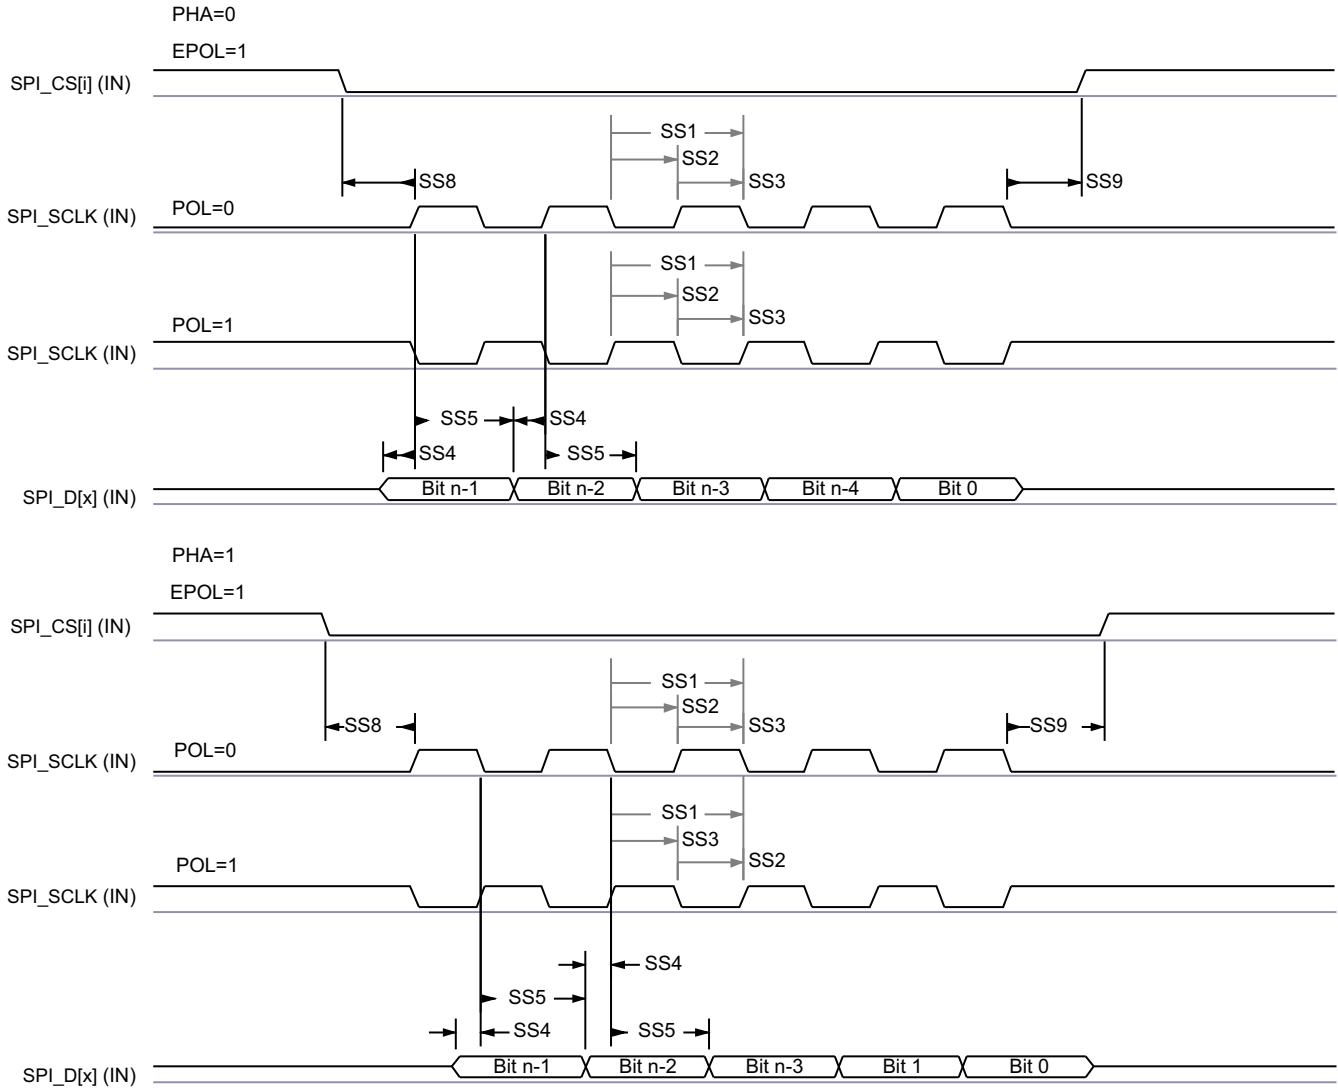 PHA=0
EPOL=1
SPI_CS[i] (IN)
SS1
SS2
SS8 SS3 SS9
POL=0
SPI_SCLK (IN)
SS1
SS2
SS3
POL=1
SPI_SCLK (IN)
SS5 SS4
SS4 SS5
Bit n-1 Bit n-2 Bit n-3 Bit n-4 Bit 0
SPI_D[x] (IN)
PHA=1
EPOL=1
SPI_CS[i] (IN)
SS1
SS2
SS8 SS3 SS9
POL=0
SPI_SCLK (IN)
SS1
SS3
SS2
POL=1
SPI_SCLK (IN)
SS4
SS5
SS4 SS5
Bit n-1 Bit n-2 Bit n-3 Bit 1 Bit 0
SPI_D[x] (IN)